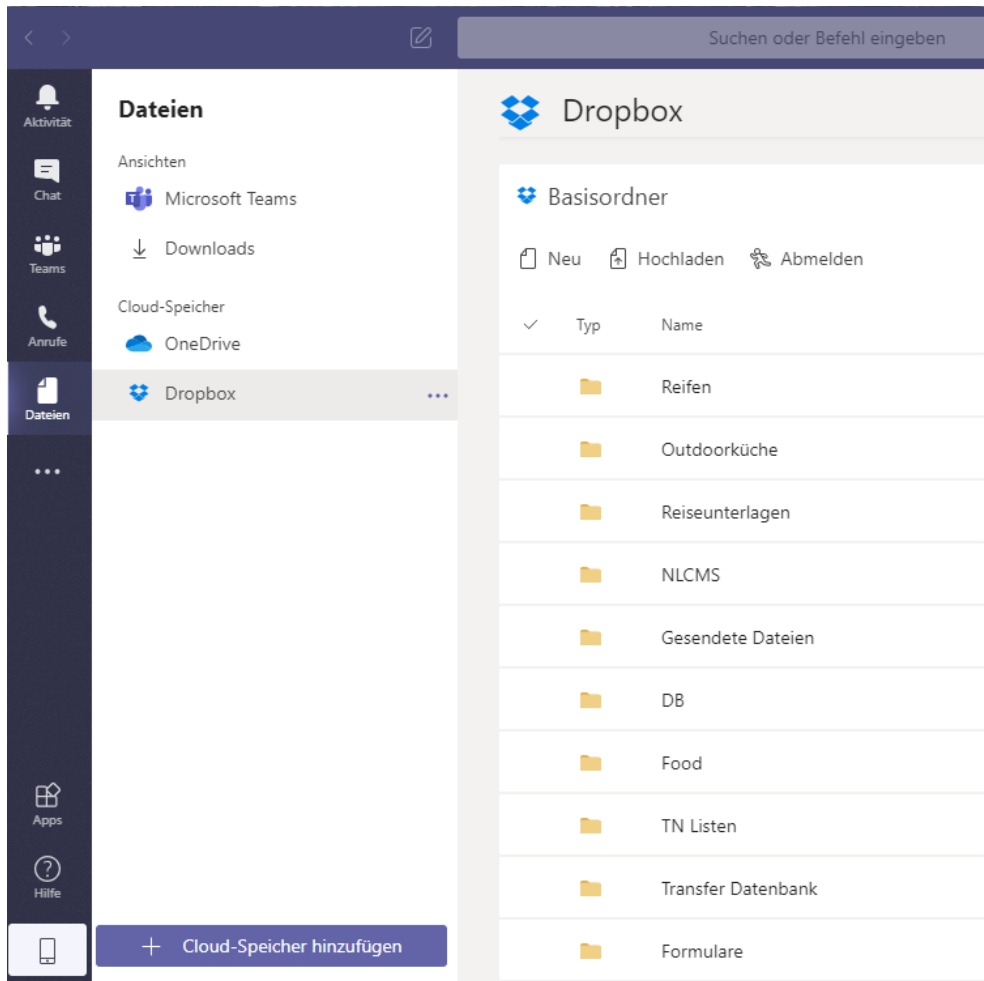 Suchen oder Befehl eingeben
Aktivität
Chat
Teams
Anrufe
Dateien
Apps
Hilfe
Dateien
Ansichten
Microsoft Teams
Downloads
Cloud-Speicher
OneDrive
Dropbox
Cloud-Speicher hinzufügen
Dropbox
Basisordner
Neu Hochladen Abmelden
Typ Name
Reifen
Outdoorküche
Reiseunterlagen
NLCMS
Gesendete Dateien
DB
Food
TN Listen
Transfer Datenbank
Formulare